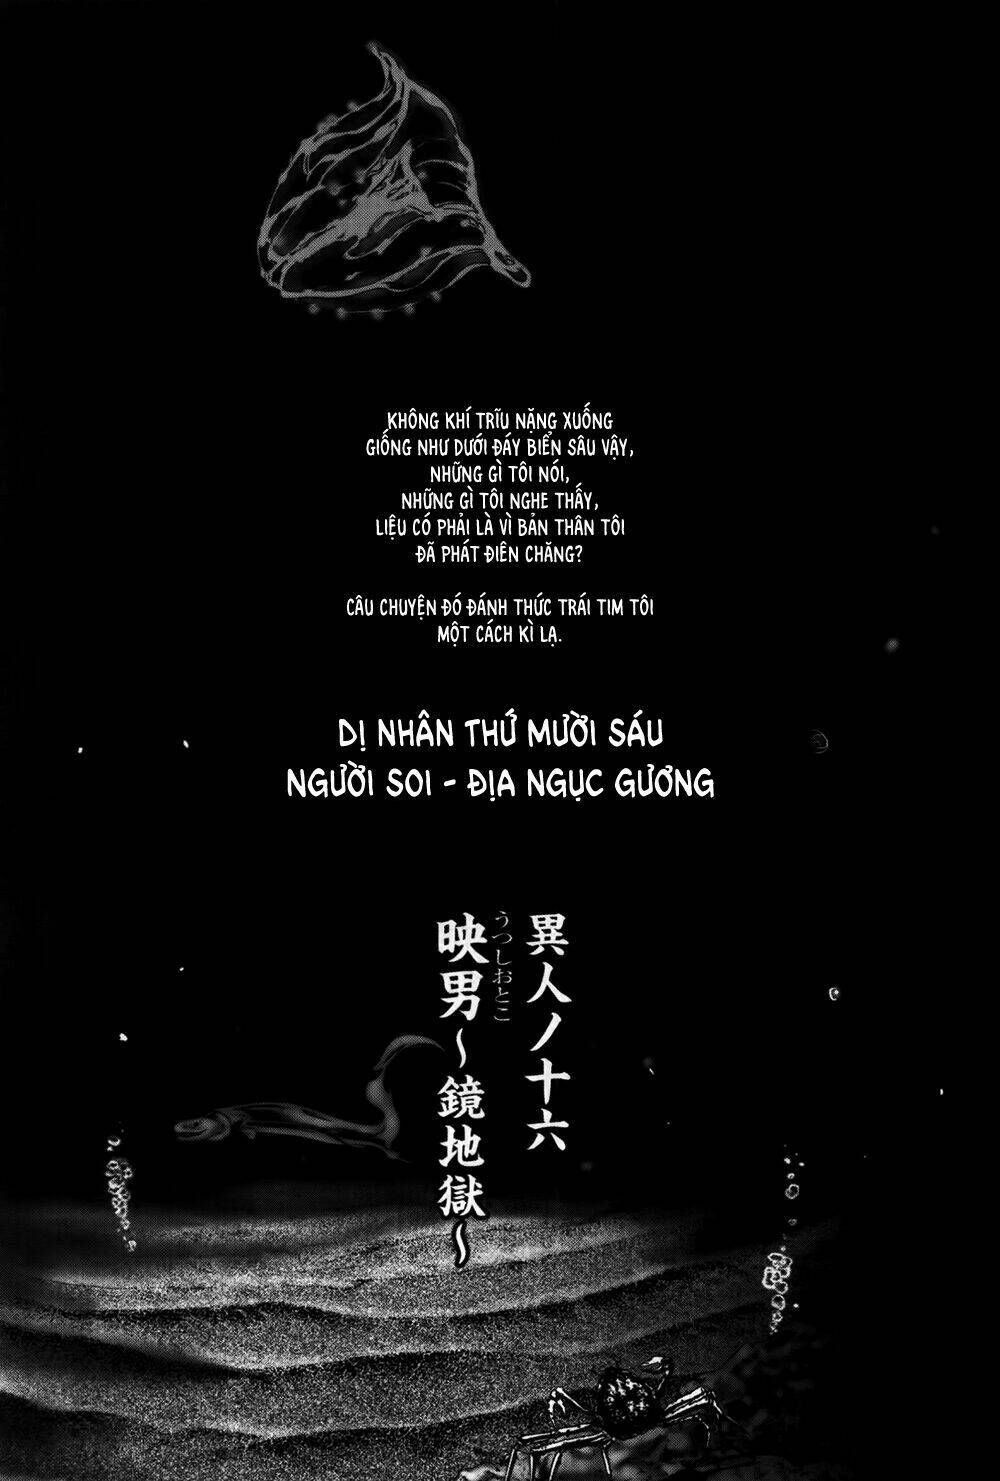 KHÔNG KHÍ TRĨU NẶNG XUỐNG
GIỐNG NHƯ DƯỚI ĐÁY BIỂN SÂU VẬY,
NHỮNG GÌ TÔI NÓI,
NHỮNG GÌ TÔI NGHE THẤY,
LIỆU CÓ PHẢI LÀ VÌ BẢN THÂN TÔI
ĐÃ PHÁT ĐIÊN CHĂNG?
CÂU CHUYỆN ĐÓ ĐÁNH THỨC TRÁI TIM TÔI
MỘT CÁCH KÌ LẠ.
DỊ NHÂN THỨ MƯỜI SÁU
NGƯỜI SOI - ĐỊA NGỤC GƯƠNG
異人ノ十六
うつしおとこ
映男～鏡地獄～